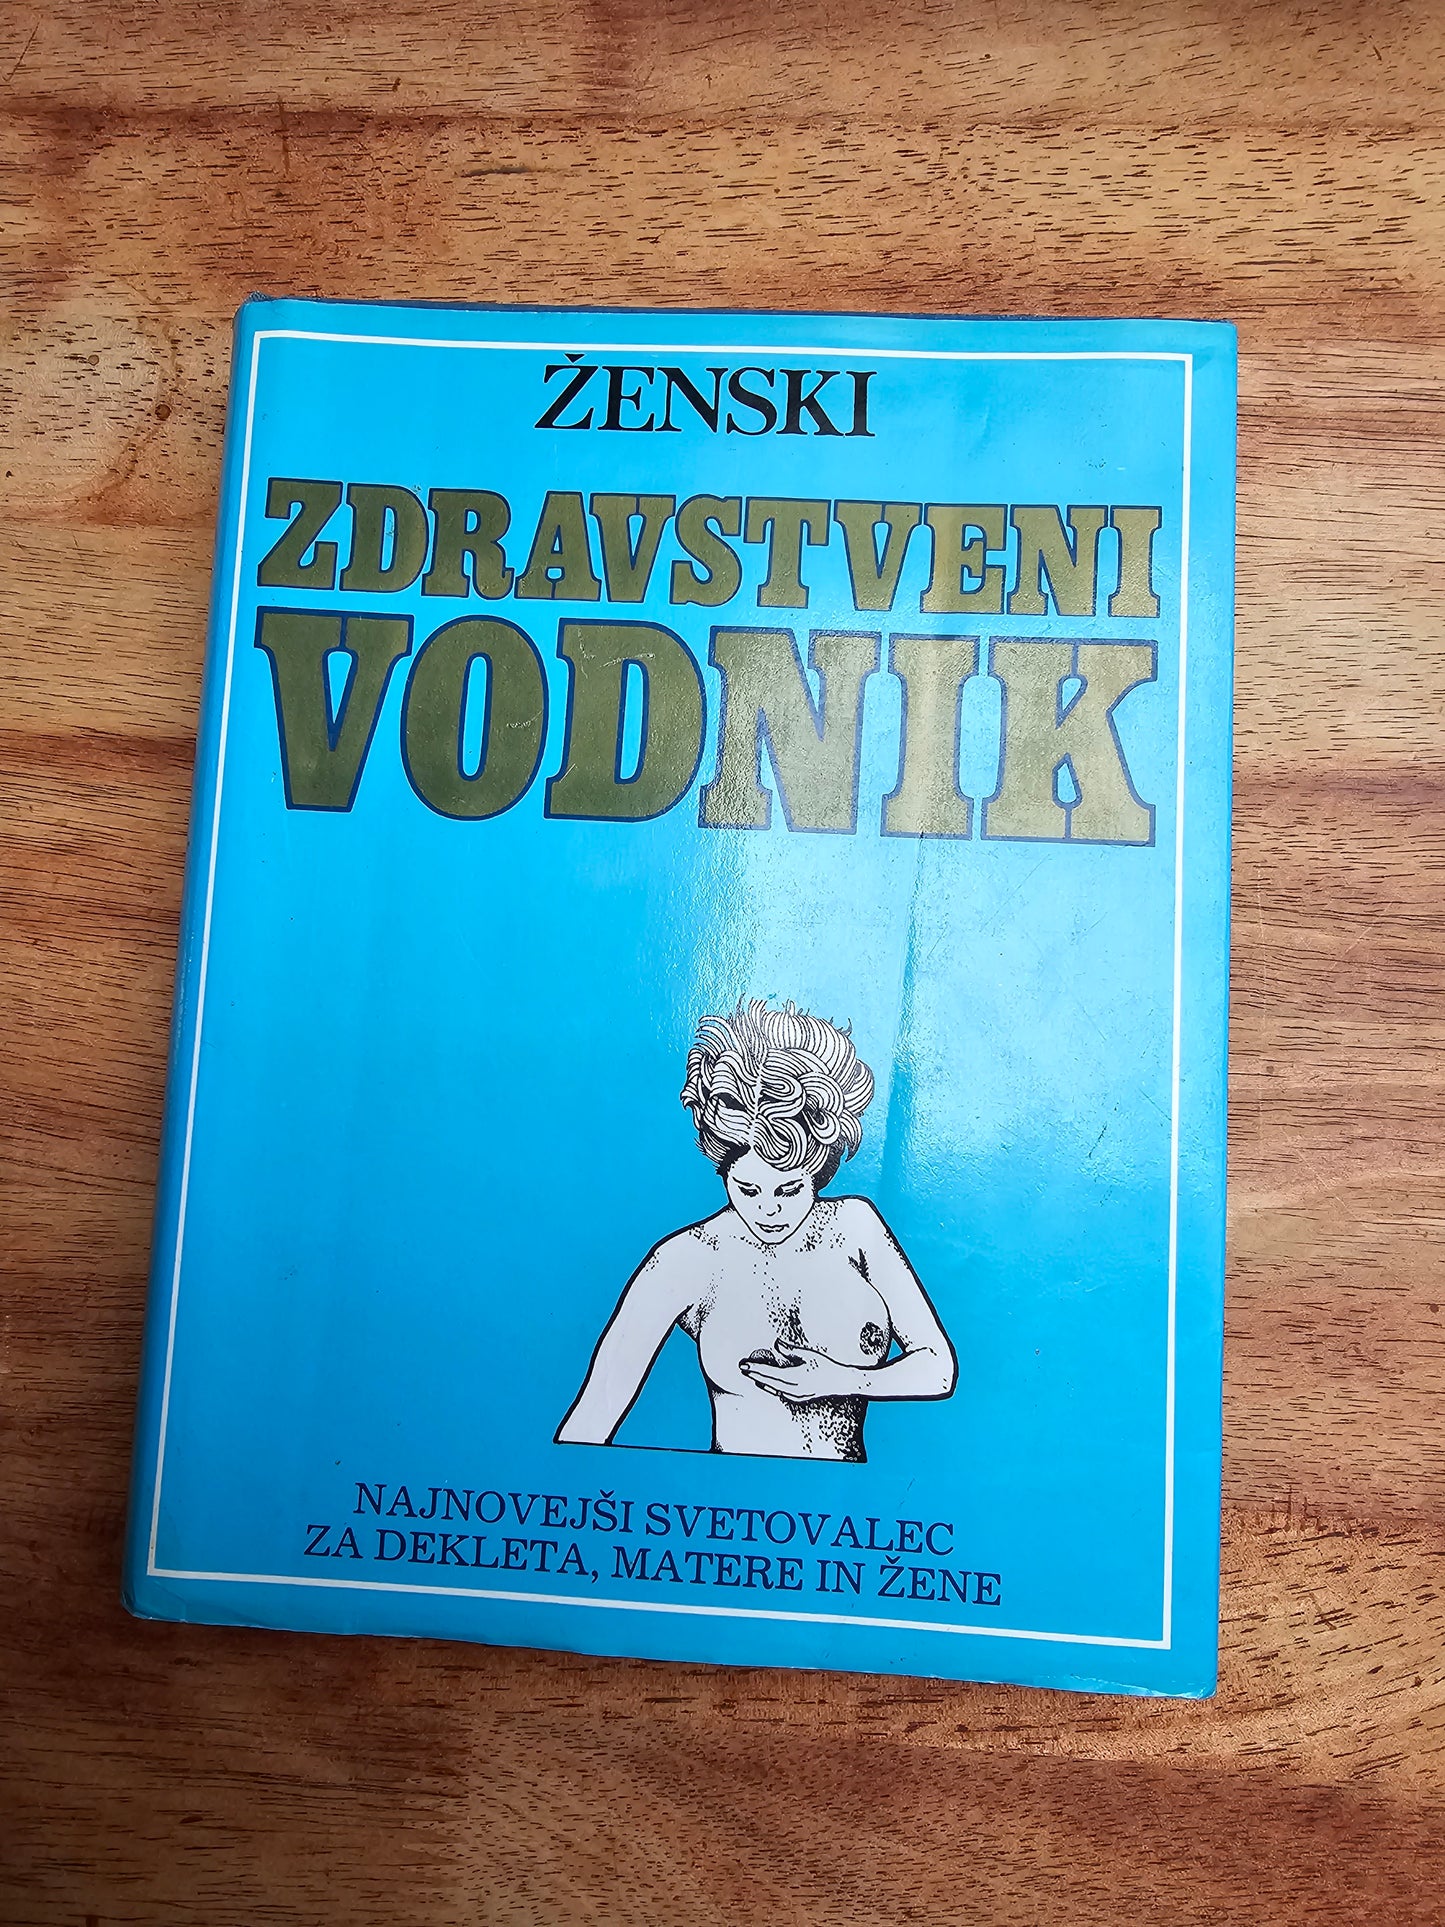 ŽENSKI
ZDRAVSTVENI
VODNIK
NAJNOVEJŠI SVETOVALEC
ZA DEKLETA, MATERE IN ŽENE